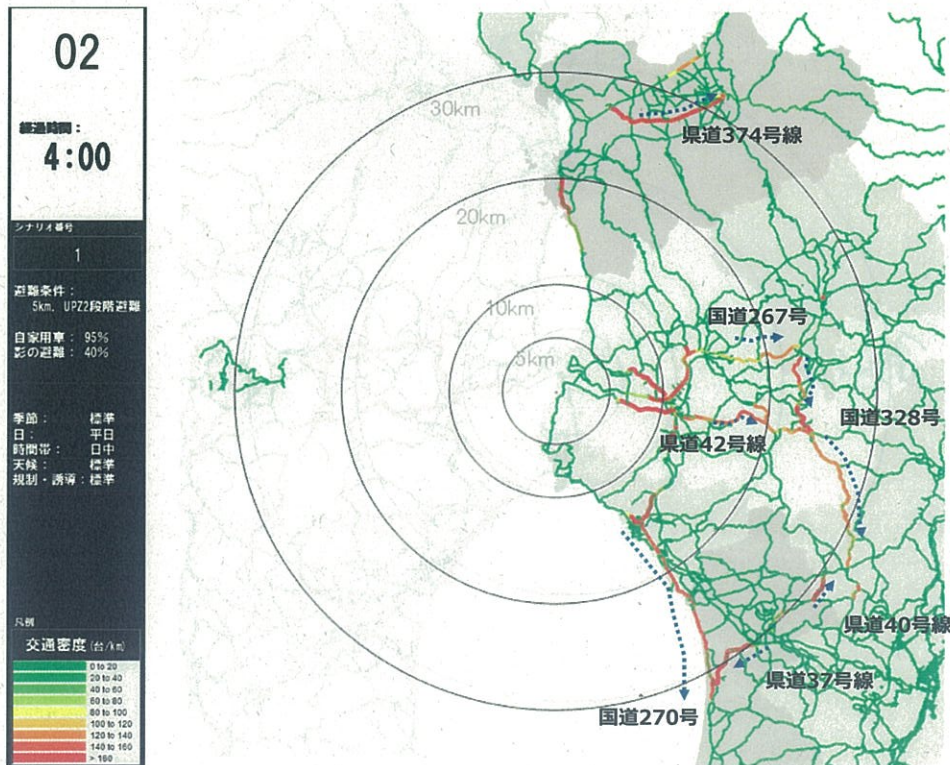 02
経過時間：
4:00
シナリオ番号
1
避難条件：
5km. UPZ2段階避難
自家用車： 95%
影の避難： 40%
季節： 標準
日： 平日
時間帯： 日中
天候： 標準
規制・誘導：標準
凡例
交通密度(台/km)
0 to 20
20 to 40
40 to 60
60 to 80
80 to 100
100 to 120
120 to 140
140 to 160
> 160
30km
県道374号線
20km
10km
国道267号
5km
国道328号
県道42号線
県道40号線
県道37号線
国道270号